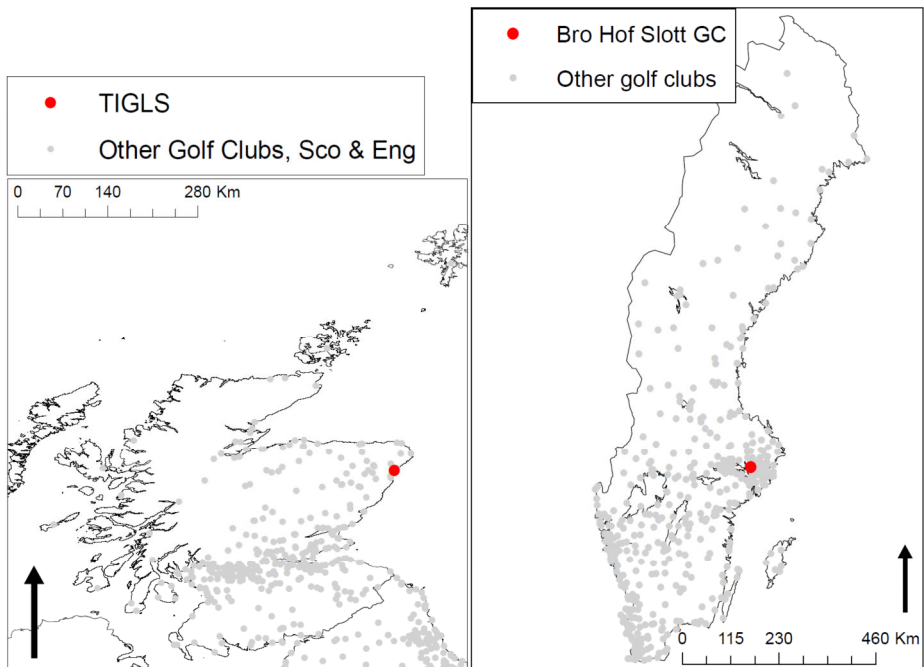 TIGLS
Other Golf Clubs, Sco & Eng
0 70 140 280 Km
Bro Hof Slott GC
Other golf clubs
0 115 230 460 Km